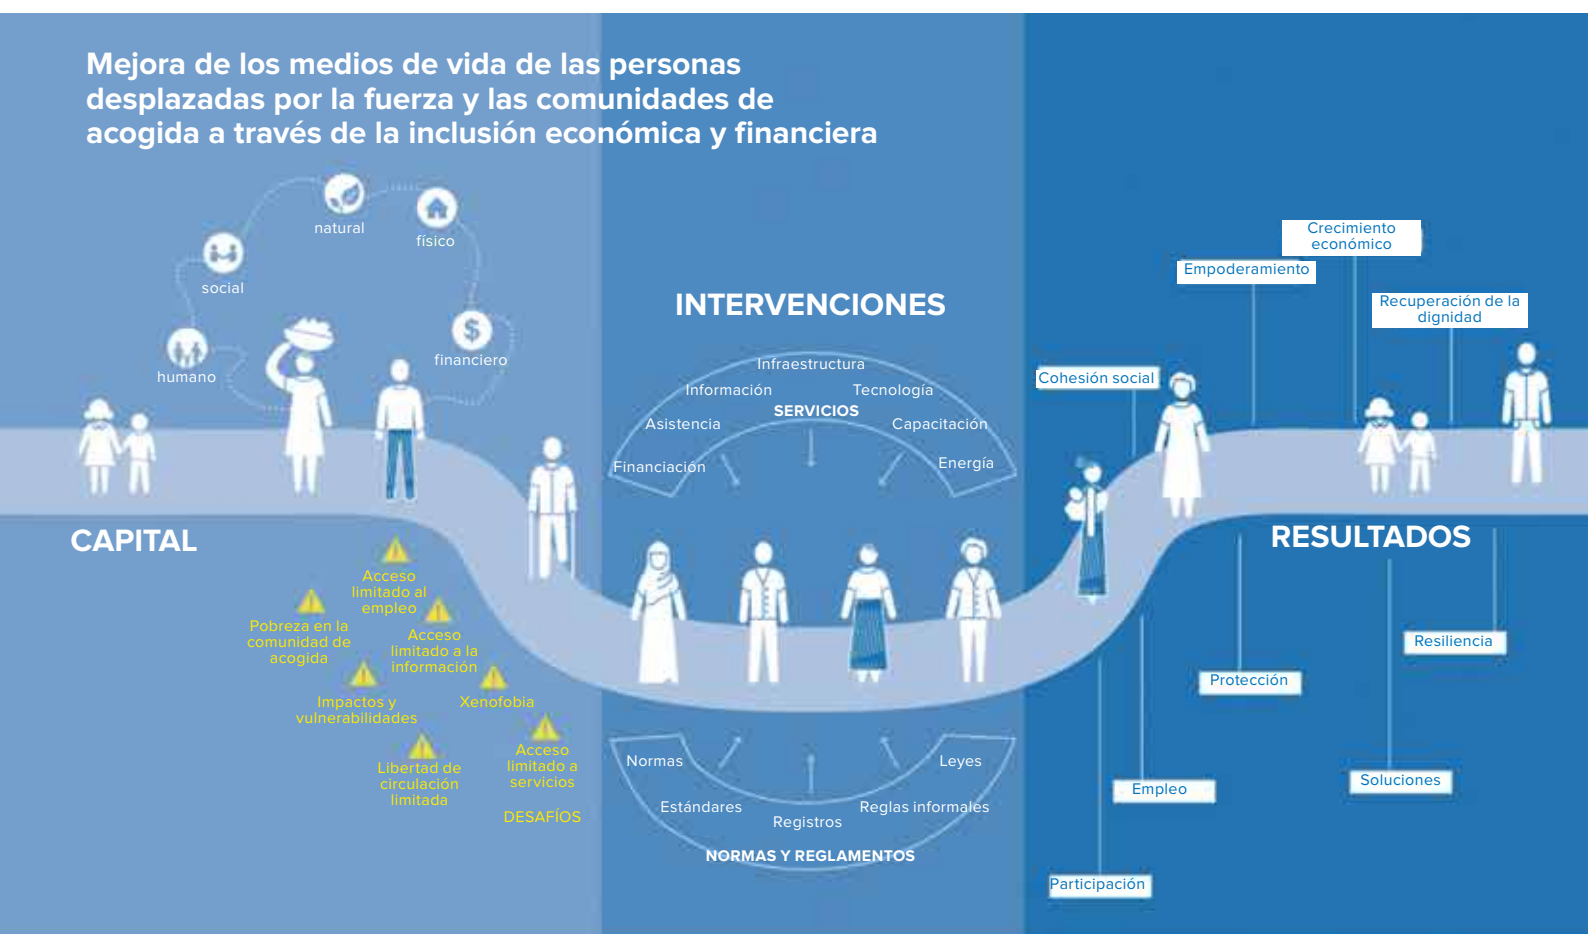 Mejora de los medios de vida de las personas
desplazadas por la fuerza y las comunidades de
acogida a través de la inclusión económica y financiera
natural
físico
social
financiero
humano
CAPITAL
Acceso
limitado al
empleo
Pobreza en la
comunidad de
acogida
Acceso
limitado a la
información
Impactos y
vulnerabilidades
Xenofobia
Libertad de
circulación
limitada
Acceso
limitado a
servicios
DESAFÍOS
INTERVENCIONES
Infraestructura
Información
Tecnología
SERVICIOS
Asistencia
Capacitación
Financiación
Energía
Normas
Leyes
Estándares
Reglas informales
Registros
NORMAS Y REGLAMENTOS
Crecimiento
económico
Empoderamiento
Recuperación de la
dignidad
Cohesión social
RESULTADOS
Resiliencia
Protección
Soluciones
Empleo
Participación